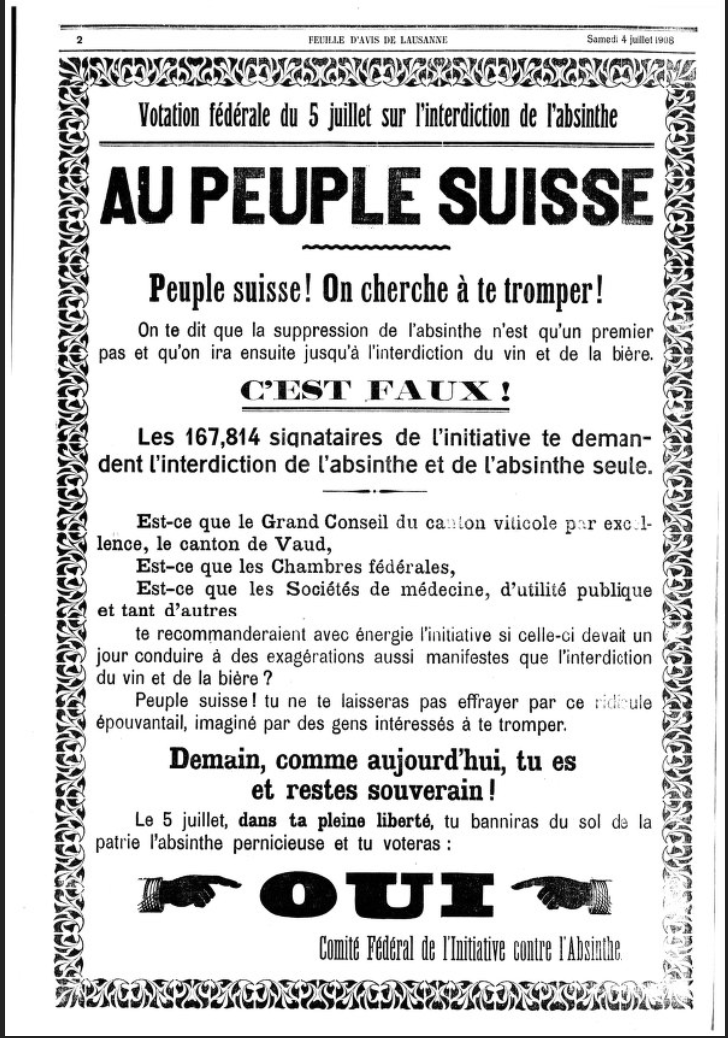 2
FEUILLE D'AVIS DE LAUSANNE
Samedi 4 juillet 1908
Votation fédérale du 5 juillet sur l'interdiction de l'absinthe
AU PEUPLE SUISSE
Peuple suisse! On cherche à te tromper!
On te dit que la suppression de l'absinthe n'est qu'un premier
pas et qu'on ira ensuite jusqu'à l'interdiction du vin et de la bière.
C'EST FAUX!
Les 167,814 signataires de l'initiative te deman-
dent l'interdiction de l'absinthe et de l'absinthe seule.
Est-ce que le Grand Conseil du canton viticole par excel-
lence, le canton de Vaud,
Est-ce que les Chambres fédérales,
Est-ce que les Sociétés de médecine, d'utilité publique
et tant d'autres
te recommanderaient avec énergie l'initiative si celle-ci devait un
jour conduire à des exagérations aussi manifestes que l'interdiction
du vin et de la bière?
Peuple suisse! tu ne te laisseras pas effrayer par ce ridicule
épouvantail, imaginé par des gens intéressés à te tromper.
Demain, comme aujourd'hui, tu es
et restes souverain!
Le 5 juillet, dans ta pleine liberté, tu banniras du sol de la
patrie l'absinthe pernicieuse et tu voteras :
OUI
Comité Fédéral de l'Initiative contre l'Absinthe.